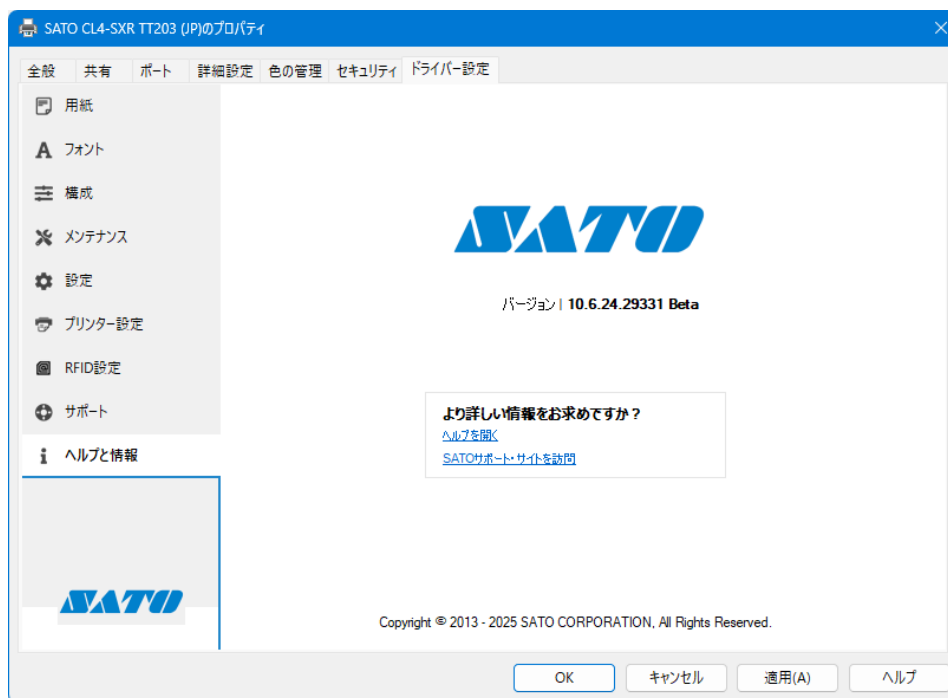 SATO CL4-SXR TT203 (JP)のプロパティ
全般 共有 ポート 詳細設定 色の管理 セキュリティ ドライバー設定
用紙
フォント
構成
メンテナンス
設定
プリンター設定
RFID設定
サポート
ヘルプと情報
SATO
バージョン | 10.6.24.29331 Beta
より詳しい情報をお求めですか？
ヘルプを開く
SATOサポート・サイトを訪問
SATO
Copyright © 2013 - 2025 SATO CORPORATION, All Rights Reserved.
OK キャンセル 適用(A) ヘルプ